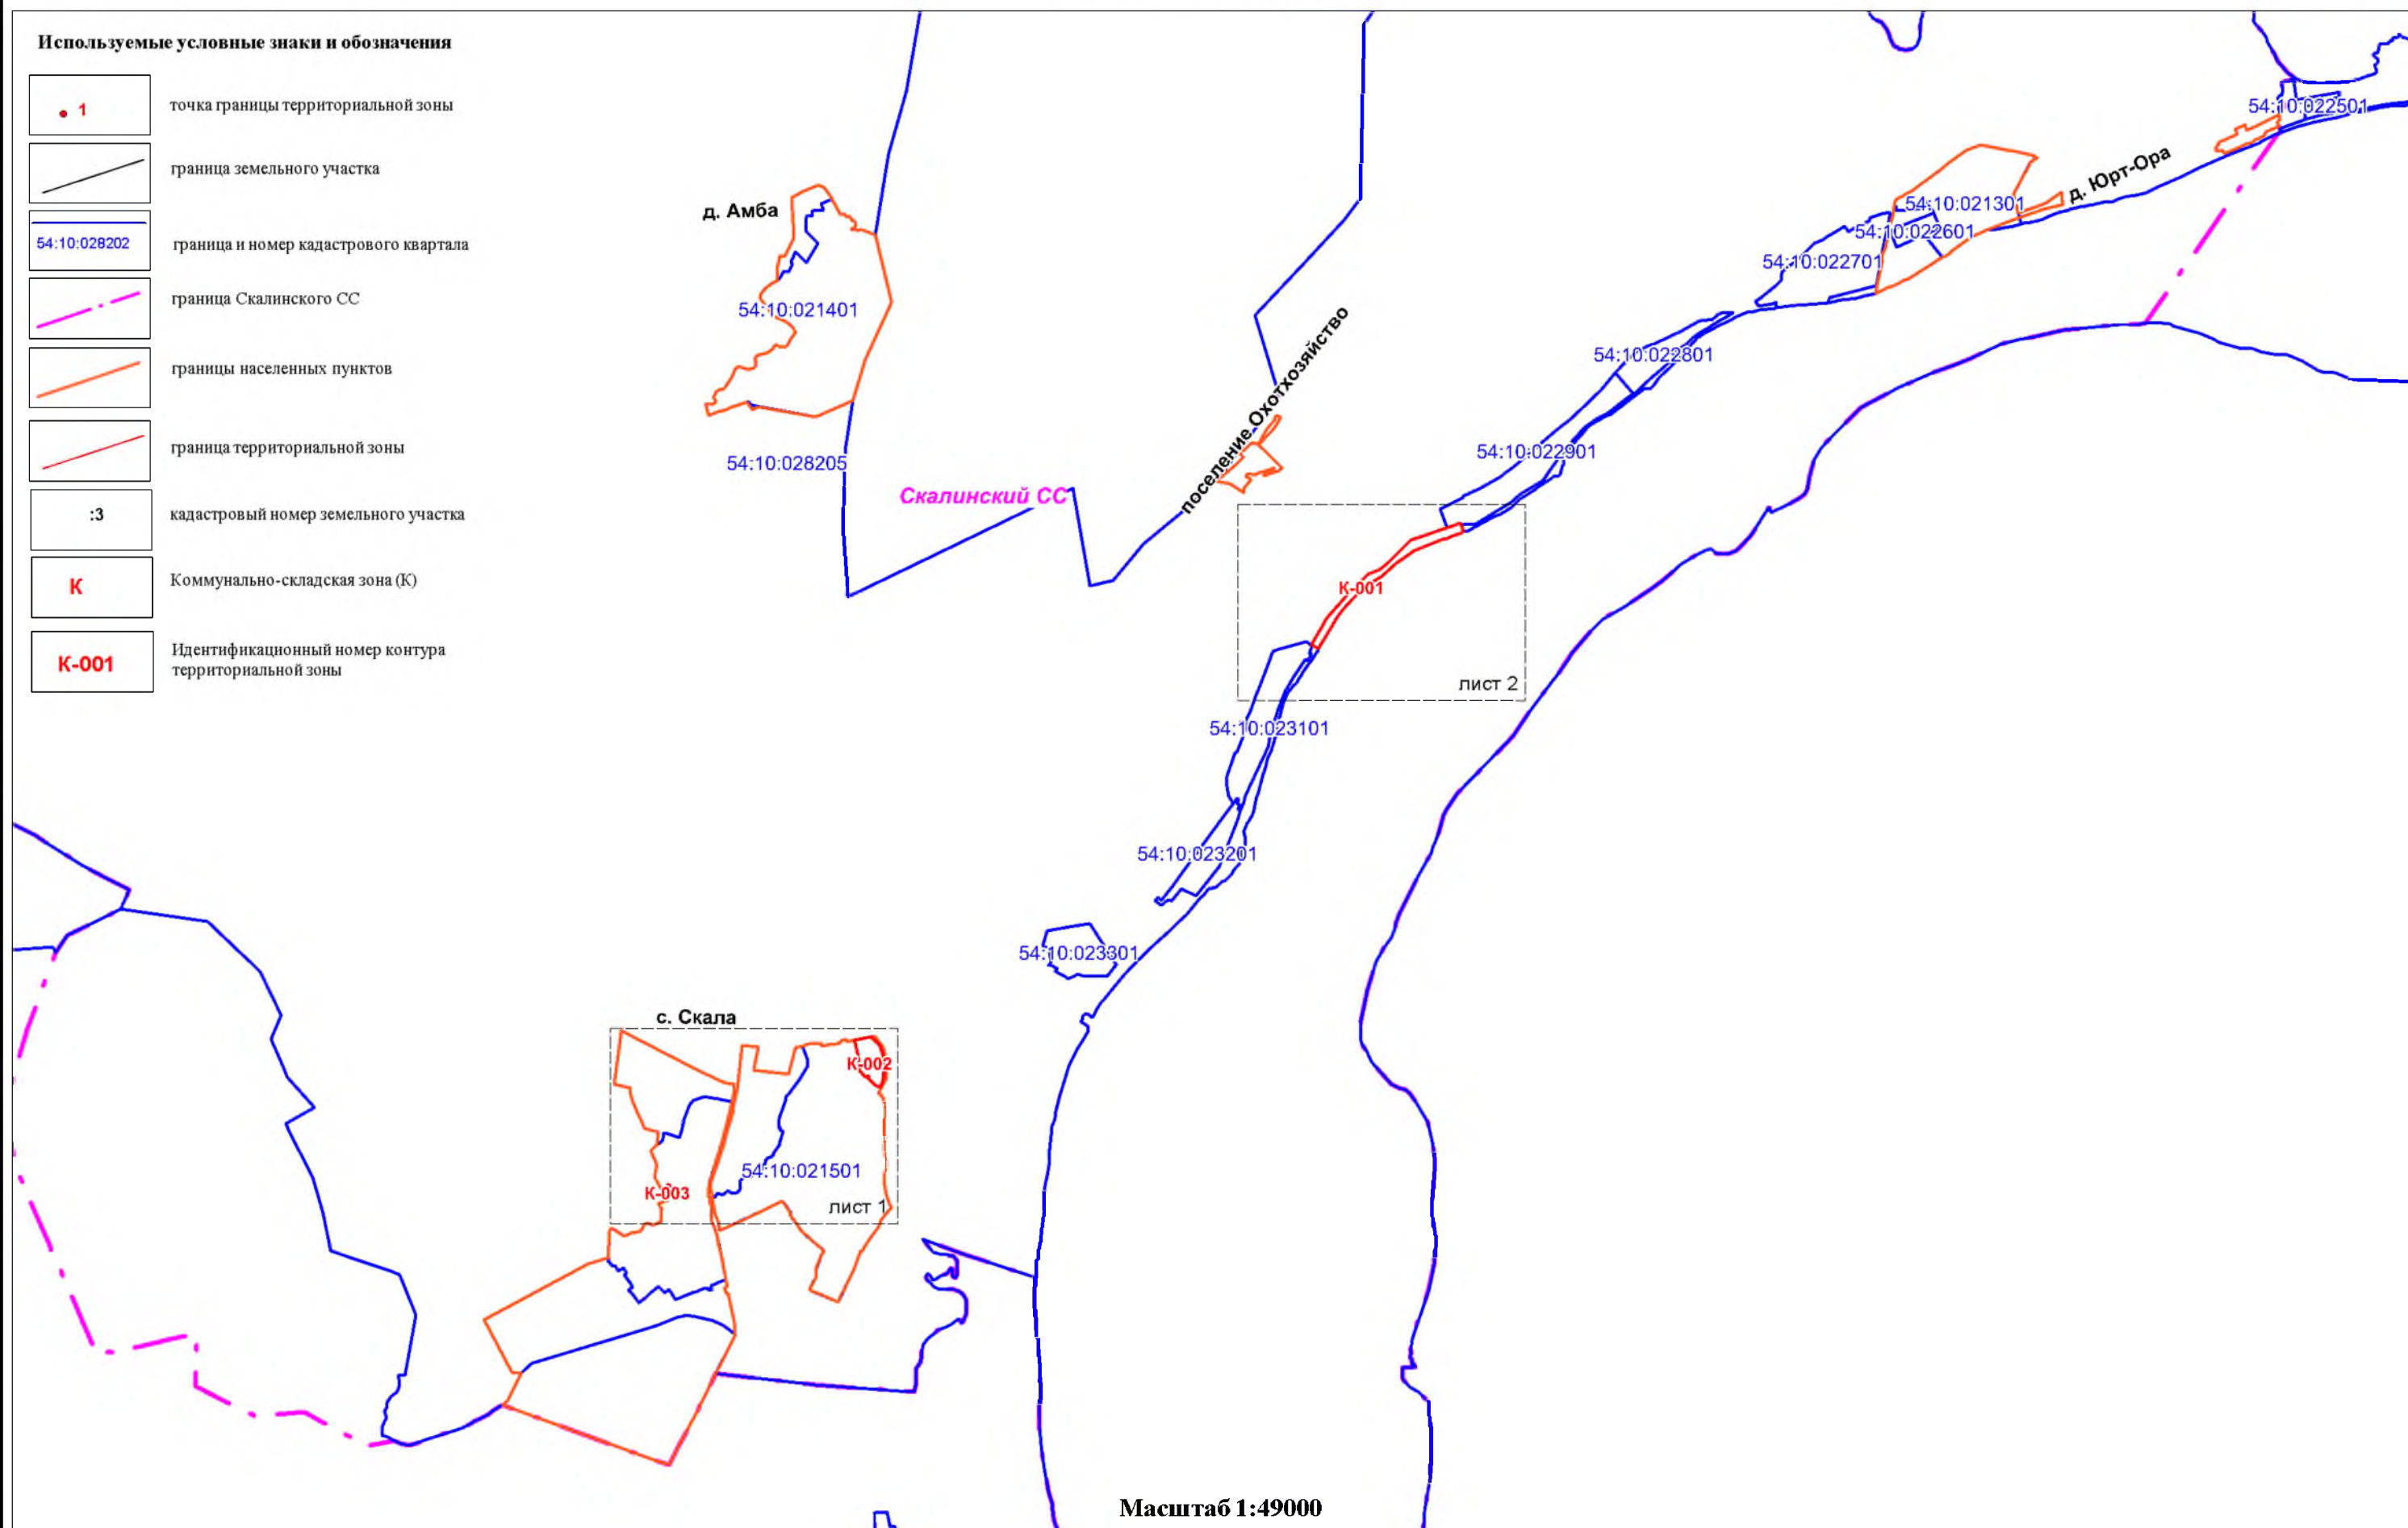 Используемые условные знаки и обозначения
1
точка границы территориальной зоны
граница земельного участка
54:10:028202
граница и номер кадастрового квартала
граница Скалинского СС
границы населенных пунктов
граница территориальной зоны
:3
кадастровый номер земельного участка
К
Коммунально-складская зона (К)
К-001
Идентификационный номер контура
территориальной зоны
54:10:022501
д. Юрт-Ора
54:10:021301
54:10:022601
54:10:022701
д. Амба
54:10:021401
54:10:022801
54:10:022901
поселение Охотхозяйство
54:10:028205
Скалинский СС
К-001
лист 2
54:10:023101
54:10:023201
54:10:023301
с. Скала
К-002
54:10:021501
К-003
лист 1
Масштаб 1:49000